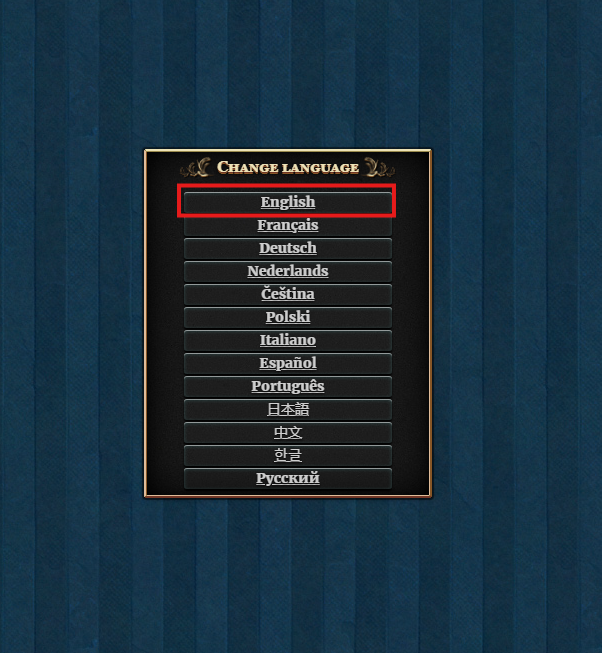 CHANGE LANGUAGE
English
Français
Deutsch
Nederlands
Čeština
Polski
Italiano
Español
Português
日本語
中文
한글
Русский